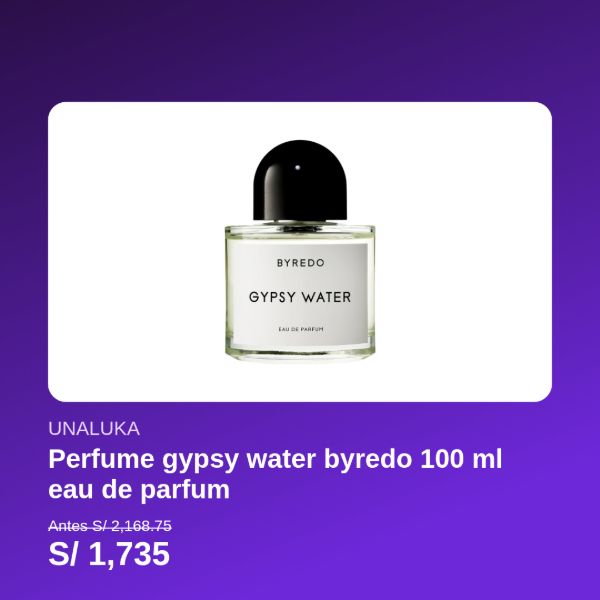 BYREDO
GYPSY WATER
EAU DE PARFUM
UNALUKA
Perfume gypsy water byredo 100 ml
eau de parfum
Antes S/ 2,168.75
S/ 1,735